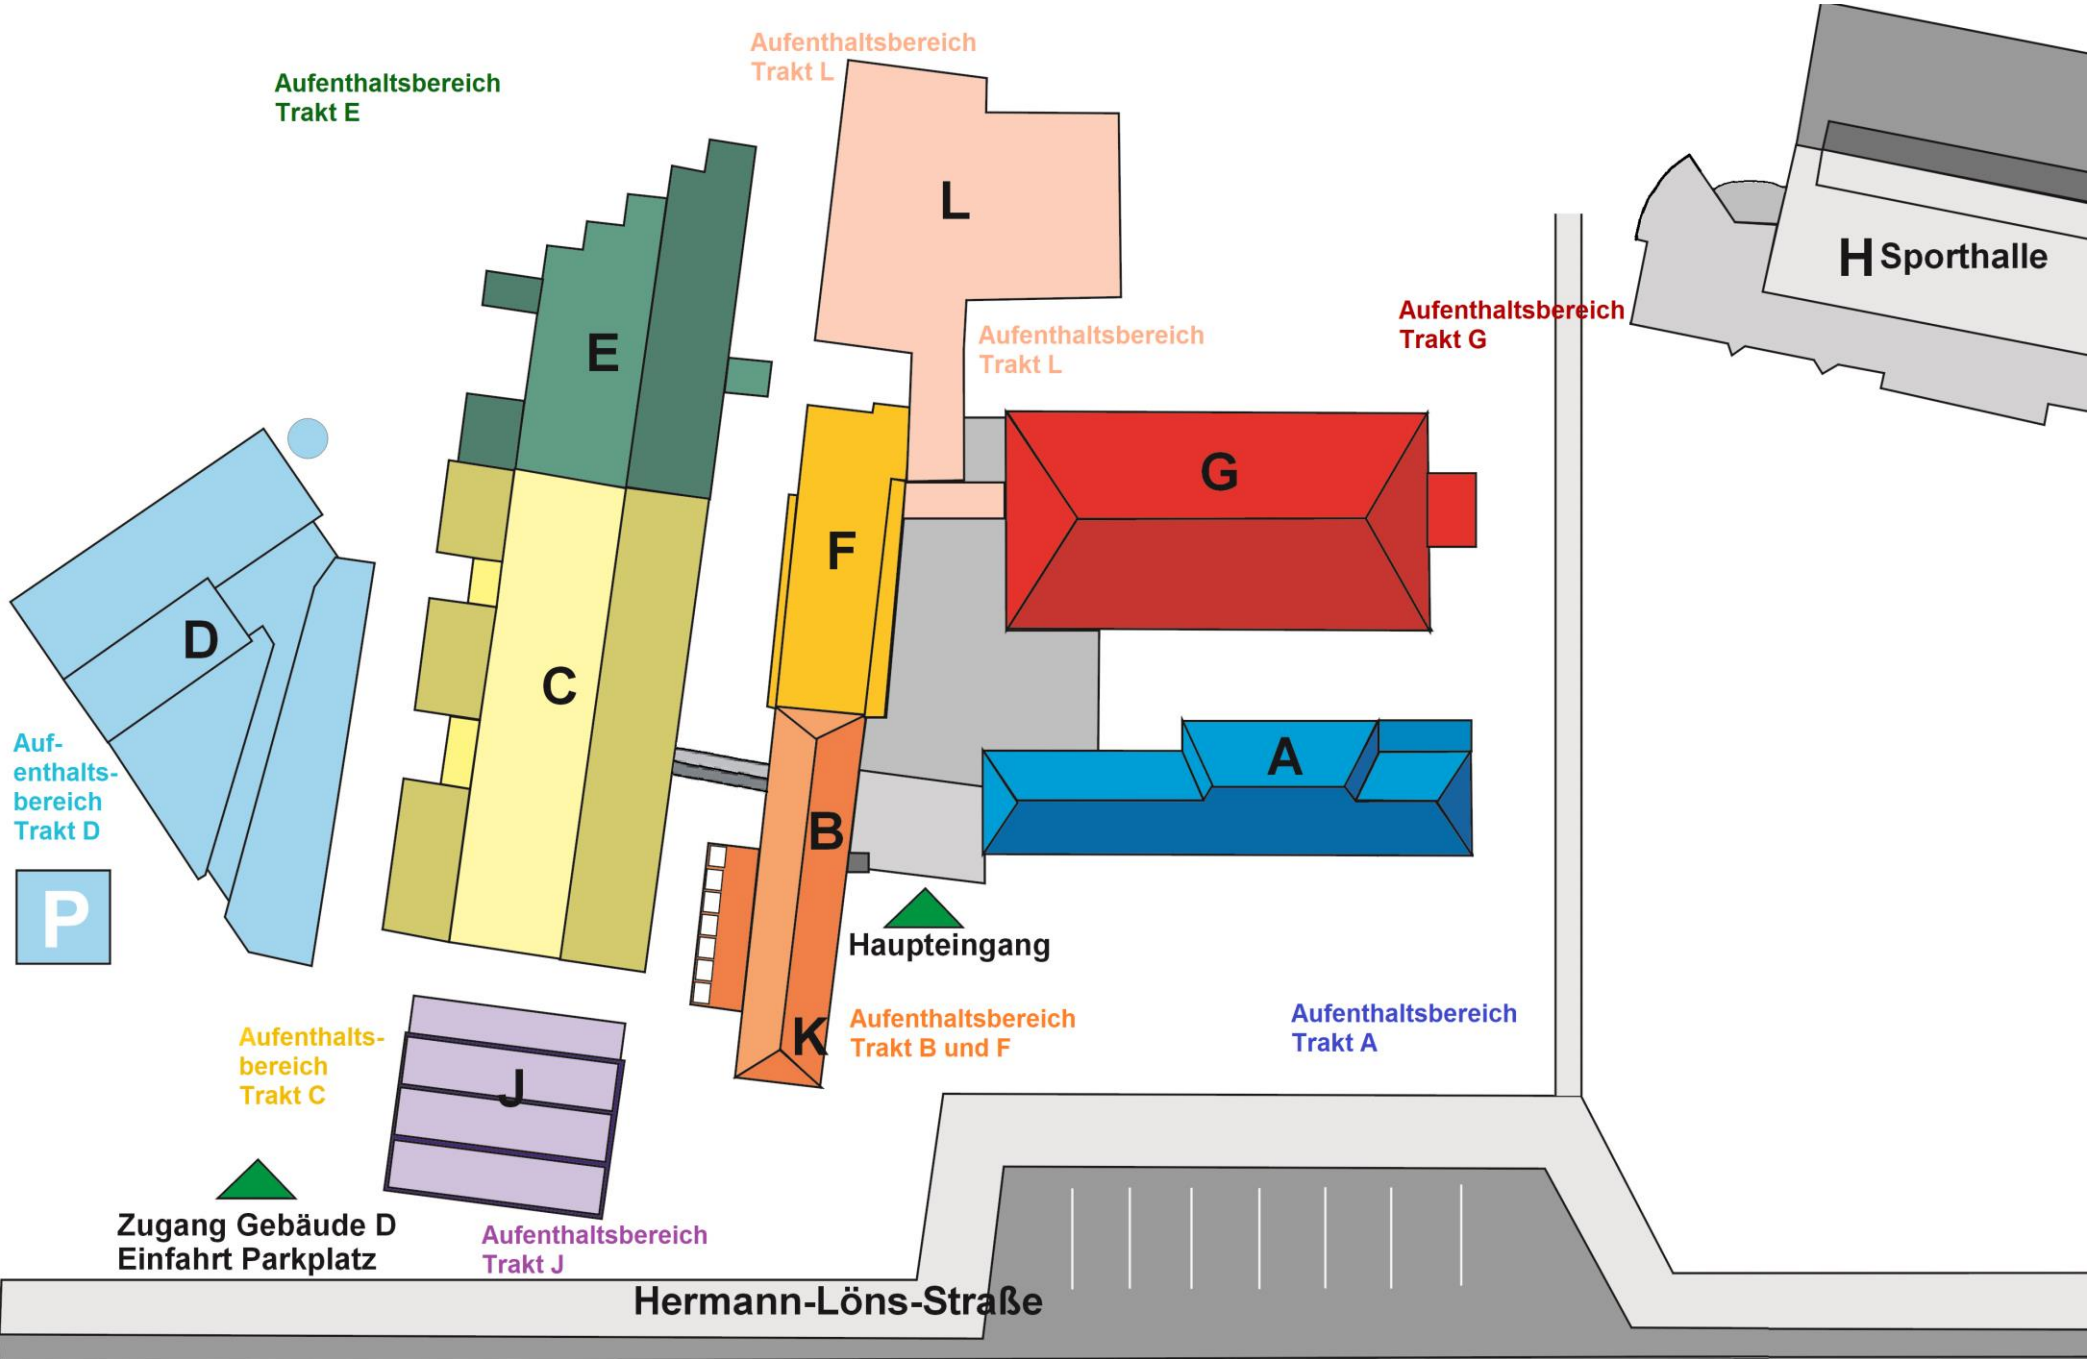 Aufenthaltsbereich
Trakt L
Aufenthaltsbereich
Trakt E
L
H Sporthalle
Aufenthaltsbereich
Trakt G
Aufenthaltsbereich
Trakt L
E
G
F
D
C
Auf-
enthalts-
bereich
Trakt D
A
B
P
Haupteingang
Aufenthaltsbereich
Trakt B und F
K
Aufenthaltsbereich
Trakt A
Aufenthalts-
bereich
Trakt C
J
Zugang Gebäude D
Einfahrt Parkplatz
Aufenthaltsbereich
Trakt J
Hermann-Löns-Straße